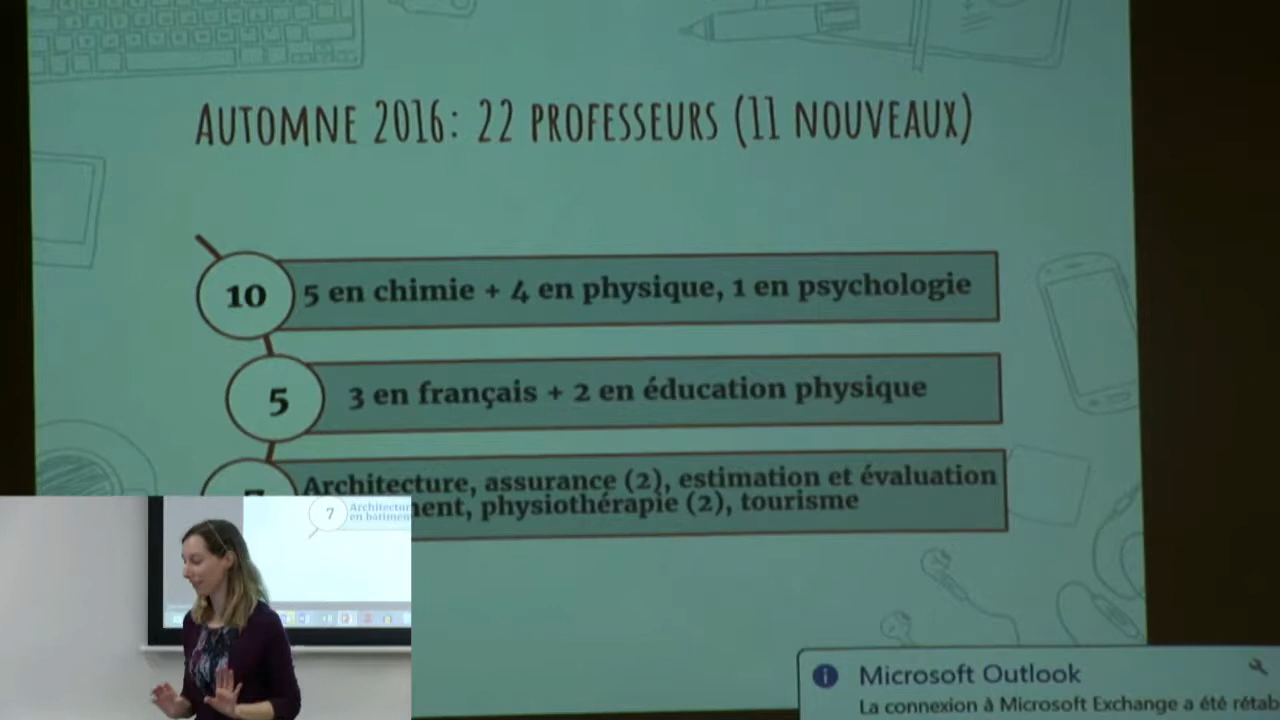 AUTOMNE 2016: 22 PROFESSEURS (11 NOUVEAUX)
10
5 en chimie + 4 en physique, 1 en psychologie
5
3 en français + 2 en éducation physique
Architecture, assurance (2), estimation et évaluation
physiothérapie (2), tourisme
7
Architectur
en bâtimen
Microsoft Outlook
La connexion à Microsoft Exchange a été rétab